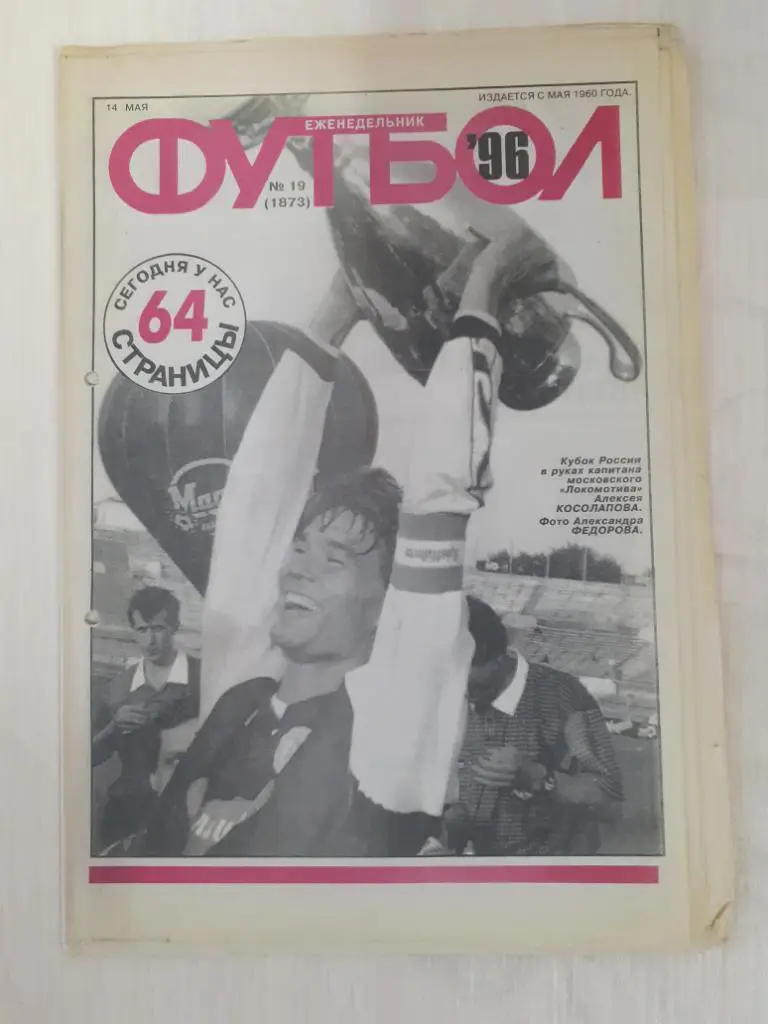 14 МАЯ
ИЗДАЕТСЯ С МАЯ 1960 ГОДА.
ЕЖЕНЕДЕЛЬНИК
ФУТБОЛ
'96
№ 19
(1873)
СЕГОДНЯ У НАС
64
СТРАНИЦЫ
Кубок России
в руках капитана
московского
«Локомотива»
Алексея
КОСОЛАПОВА.
Фото Александра
ФЕДОРОВА.